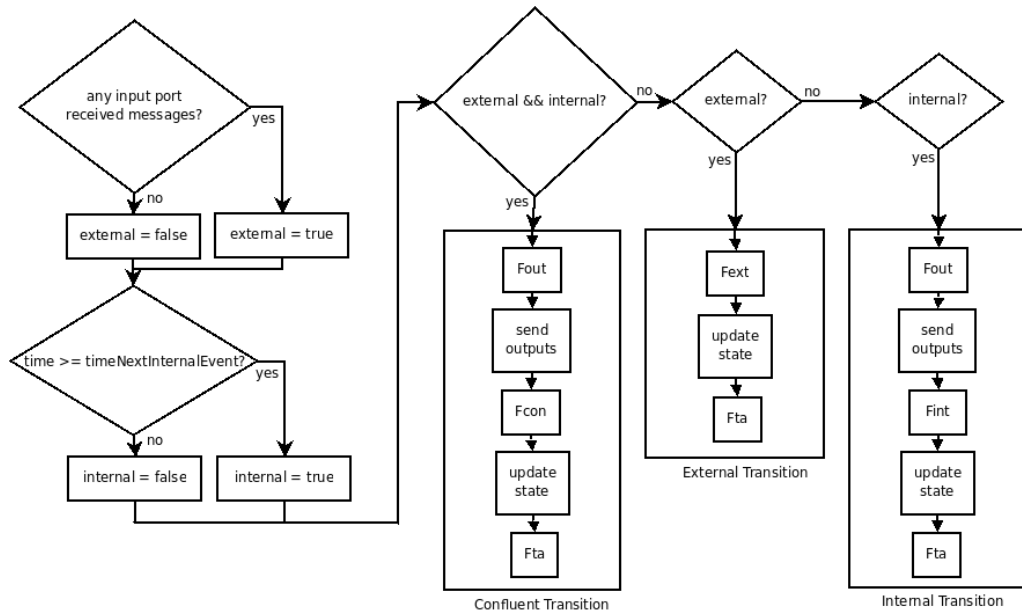 any input port
received messages?
yes
no
external = false
external = true
time >= timeNextInternalEvent?
yes
no
internal = false
internal = true
external && internal?
no
yes
Fout
send
outputs
Fcon
update
state
Fta
Confluent Transition
external?
no
yes
Fext
update
state
Fta
External Transition
internal?
yes
Fout
send
outputs
Fint
update
state
Fta
Internal Transition